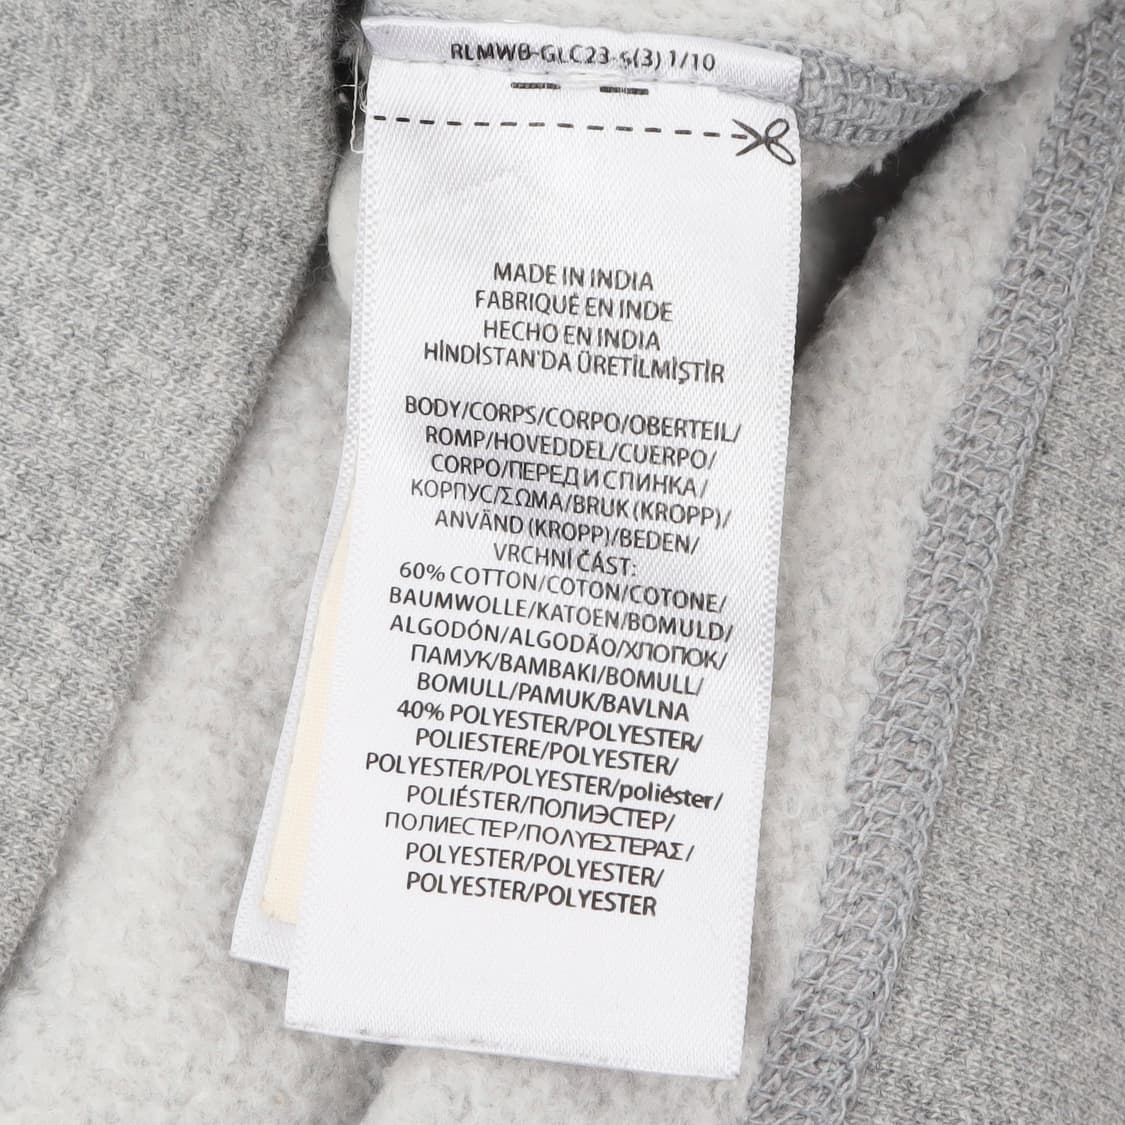 RLMWB-GLC23-S(3) 1/10
MADE IN INDIA
FABRIQUÉ EN INDE
HECHO EN INDIA
HİNDİSTAN'DA ÜRETİLMİŞTİR
BODY/CORPS/CORPO/OBERTEIL/
ROMP/HOVEDDEL/CUERPO/
CORPO/ПЕРЕД И СПИНКА/
КОРПУС/ΣΩΜΑ/BRUK (KROPP)/
ANVÄND (KROPP)/BEDEN/
VRCHNÍ ČÁST:
60% COTTON/COTON/COTONE/
BAUMWOLLE/KATOEN/BOMULD/
ALGODÓN/ALGODÃO/ХЛОПОК/
ПАМУК/BAMBAKI/BOMULL/
BOMULL/PAMUK/BAVLNA
40% POLYESTER/POLYESTER/
POLIESTERE/POLYESTER/
POLYESTER/POLYESTER/poliéster/
POLIÉSTER/ПОЛИЭСТЕР/
ПОЛИЕСТЕР/ΠΟΛΥΕΣΤΕΡΑΣ/
POLYESTER/POLYESTER/
POLYESTER/POLYESTER